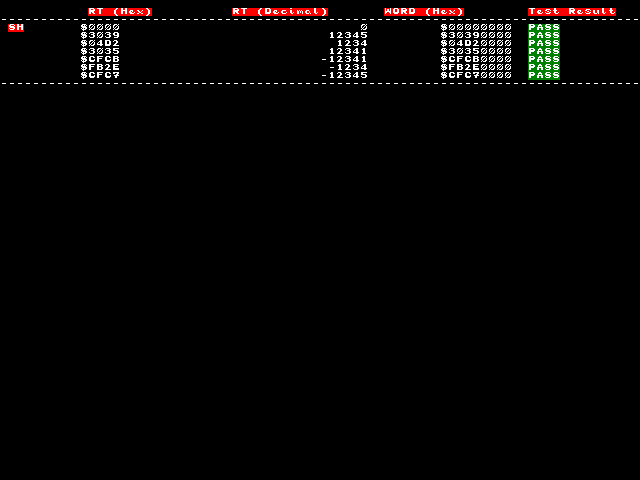 RT (Hex) RT (Decimal) WORD (Hex) Test Result
SH $0000 0 $00000000 PASS
$3039 12345 $30390000 PASS
$04D2 1234 $04D20000 PASS
$3035 12341 $30350000 PASS
$CFCB -12341 $CFCB0000 PASS
$FB2E -1234 $FB2E0000 PASS
$CFC7 -12345 $CFC70000 PASS